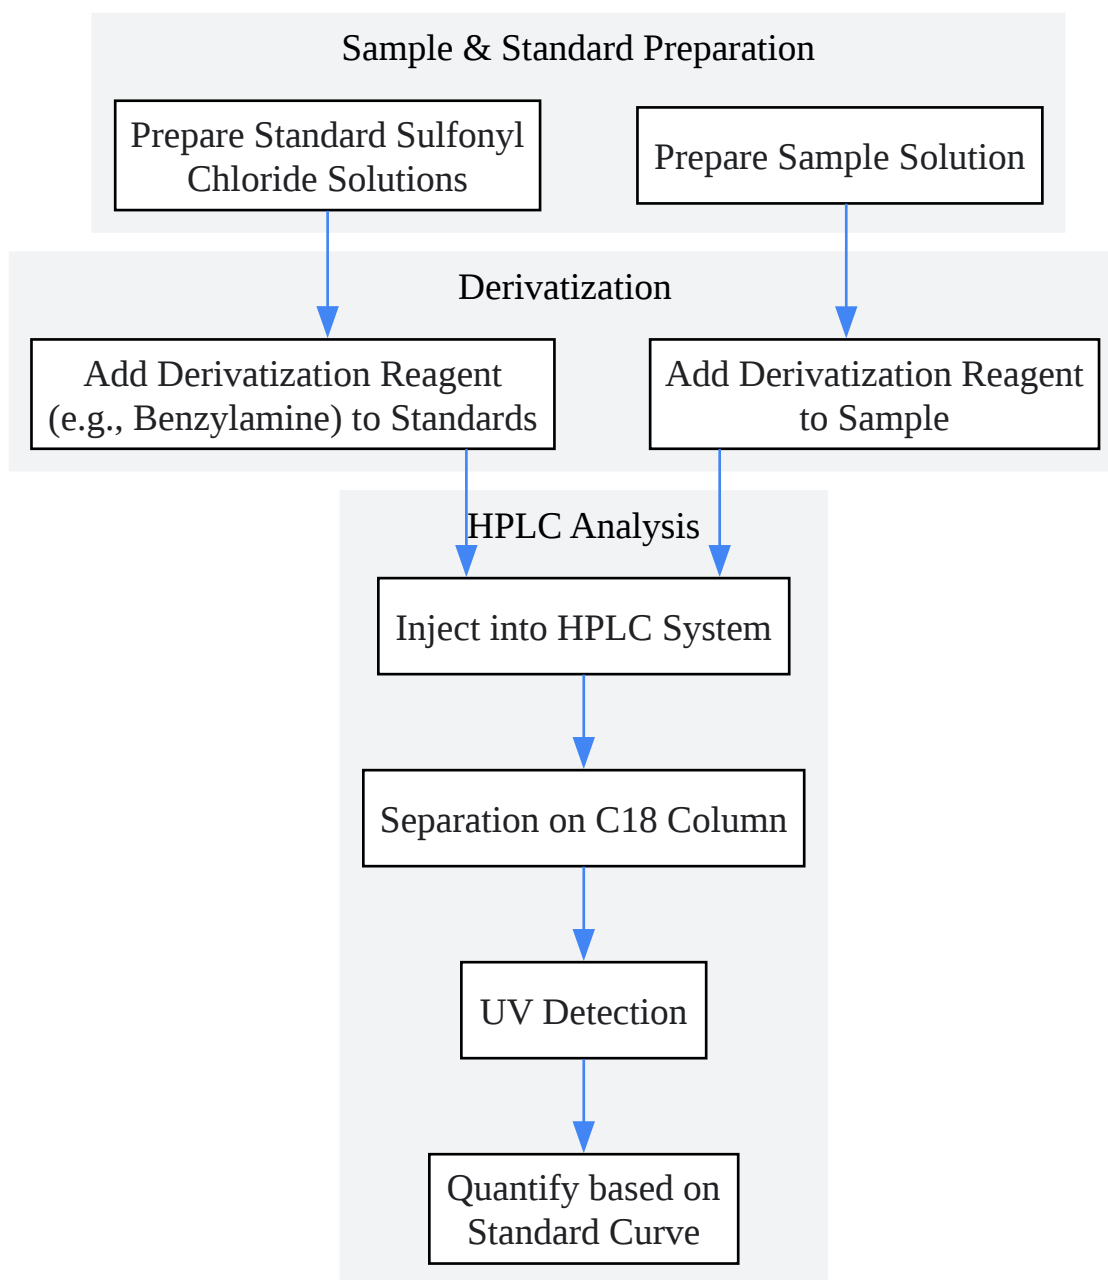 Sample & Standard Preparation
Prepare Standard Sulfonyl
Chloride Solutions
Prepare Sample Solution
Derivatization
Add Derivatization Reagent
(e.g., Benzylamine) to Standards
Add Derivatization Reagent
to Sample
HPLC Analysis
Inject into HPLC System
Separation on C18 Column
UV Detection
Quantify based on
Standard Curve